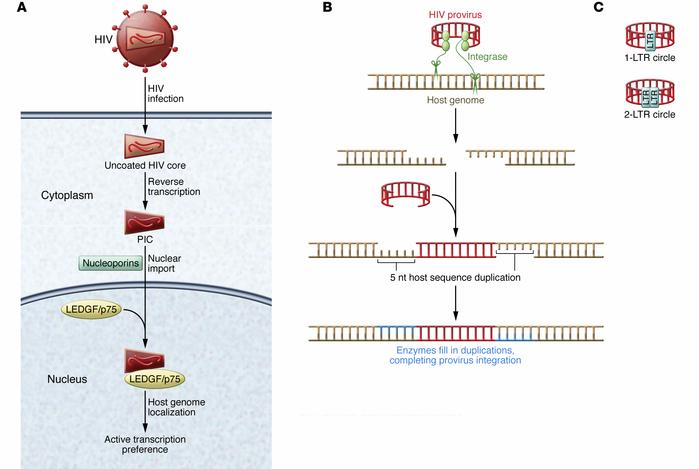 A
HIV
HIV
infection
Uncoated HIV core
Cytoplasm
Reverse
transcription
PIC
Nucleoporins
Nuclear
import
LEDGF/p75
LEDGF/p75
Nucleus
Host genome
localization
Active transcription
preference
B
HIV provirus
Integrase
Host genome
5 nt host sequence duplication
Enzymes fill in duplications,
completing provirus integration
C
LTR
1-LTR circle
LTR
LTR
2-LTR circle